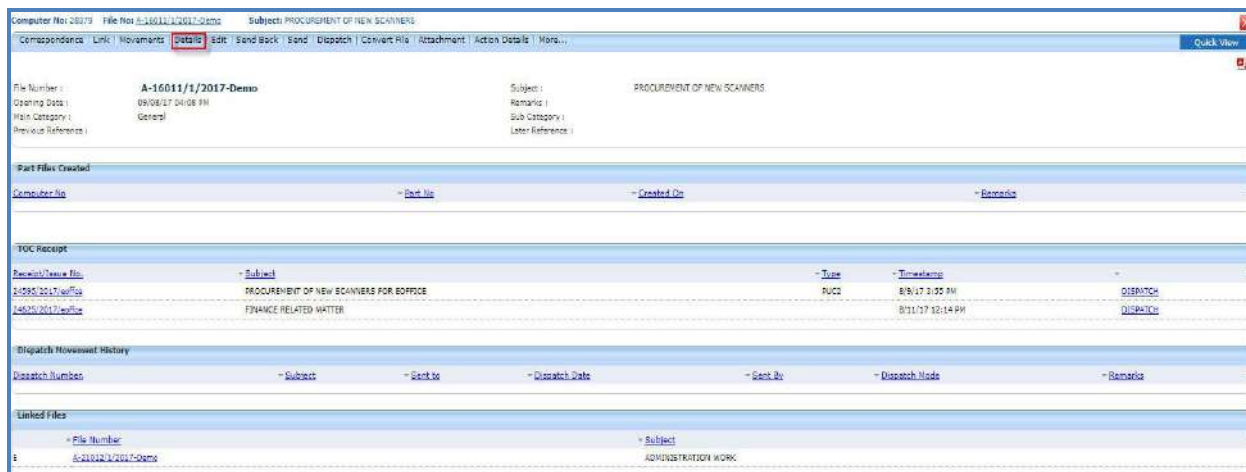 Computer No: 28379 File No: A-16011/1/2017-Demo Subject: PROCUREMENT OF NEW SCANNERS
Correspondence | Link | Movements | Details | Edit | Send Back | Send | Dispatch | Convert File | Attachment | Action Details | More...
Quick View
File Number : A-16011/1/2017-Demo Subject : PROCUREMENT OF NEW SCANNERS
Opening Date : 09/08/17 04:08 PM Remarks :
Main Category : General Sub Category :
Previous Reference : Later Reference :
Part Files Created
Computer No Part No Created On Remarks
TOC Receipt
Receipt/Issue No. Subject Type Timestamp
24595/2017/eoffice PROCUREMENT OF NEW SCANNERS FOR EOFFICE PUC2 8/9/17 3:55 PM DISPATCH
24625/2017/eoffice FINANCE RELATED MATTER 8/11/17 12:14 PM DISPATCH
Dispatch Movement History
Dispatch Number. Subject Sent to Dispatch Date Sent By Dispatch Mode Remarks
Linked Files
File Number Subject
E A-21012/1/2017-Demo ADMINISTRATION WORK